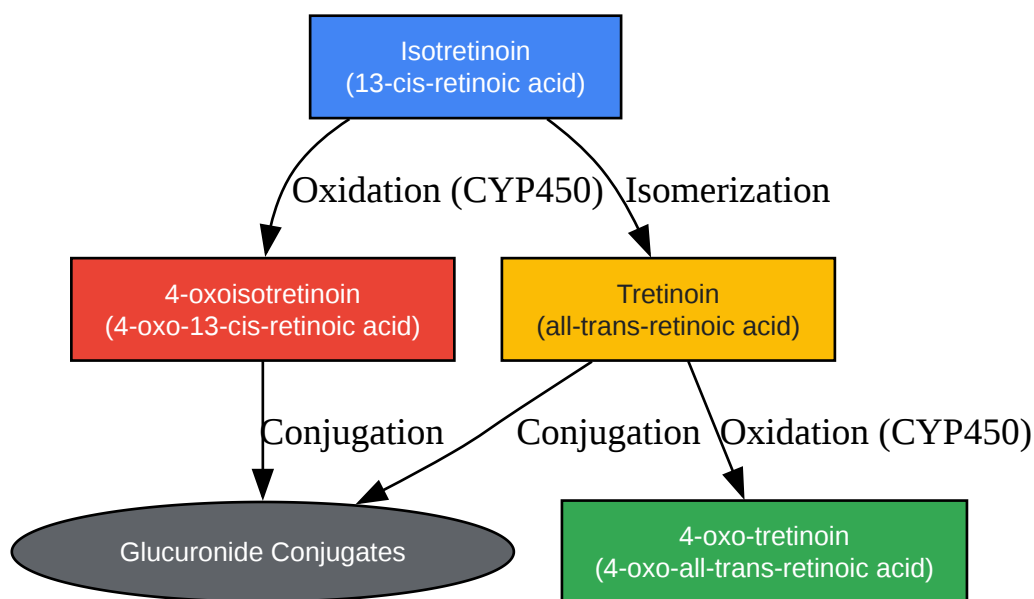 Isotretinoin
(13-cis-retinoic acid)
Oxidation (CYP450)
Isomerization
4-oxoisotretinoin
(4-oxo-13-cis-retinoic acid)
Tretinoin
(all-trans-retinoic acid)
Conjugation
Conjugation
Oxidation (CYP450)
Glucuronide Conjugates
4-oxo-tretinoin
(4-oxo-all-trans-retinoic acid)